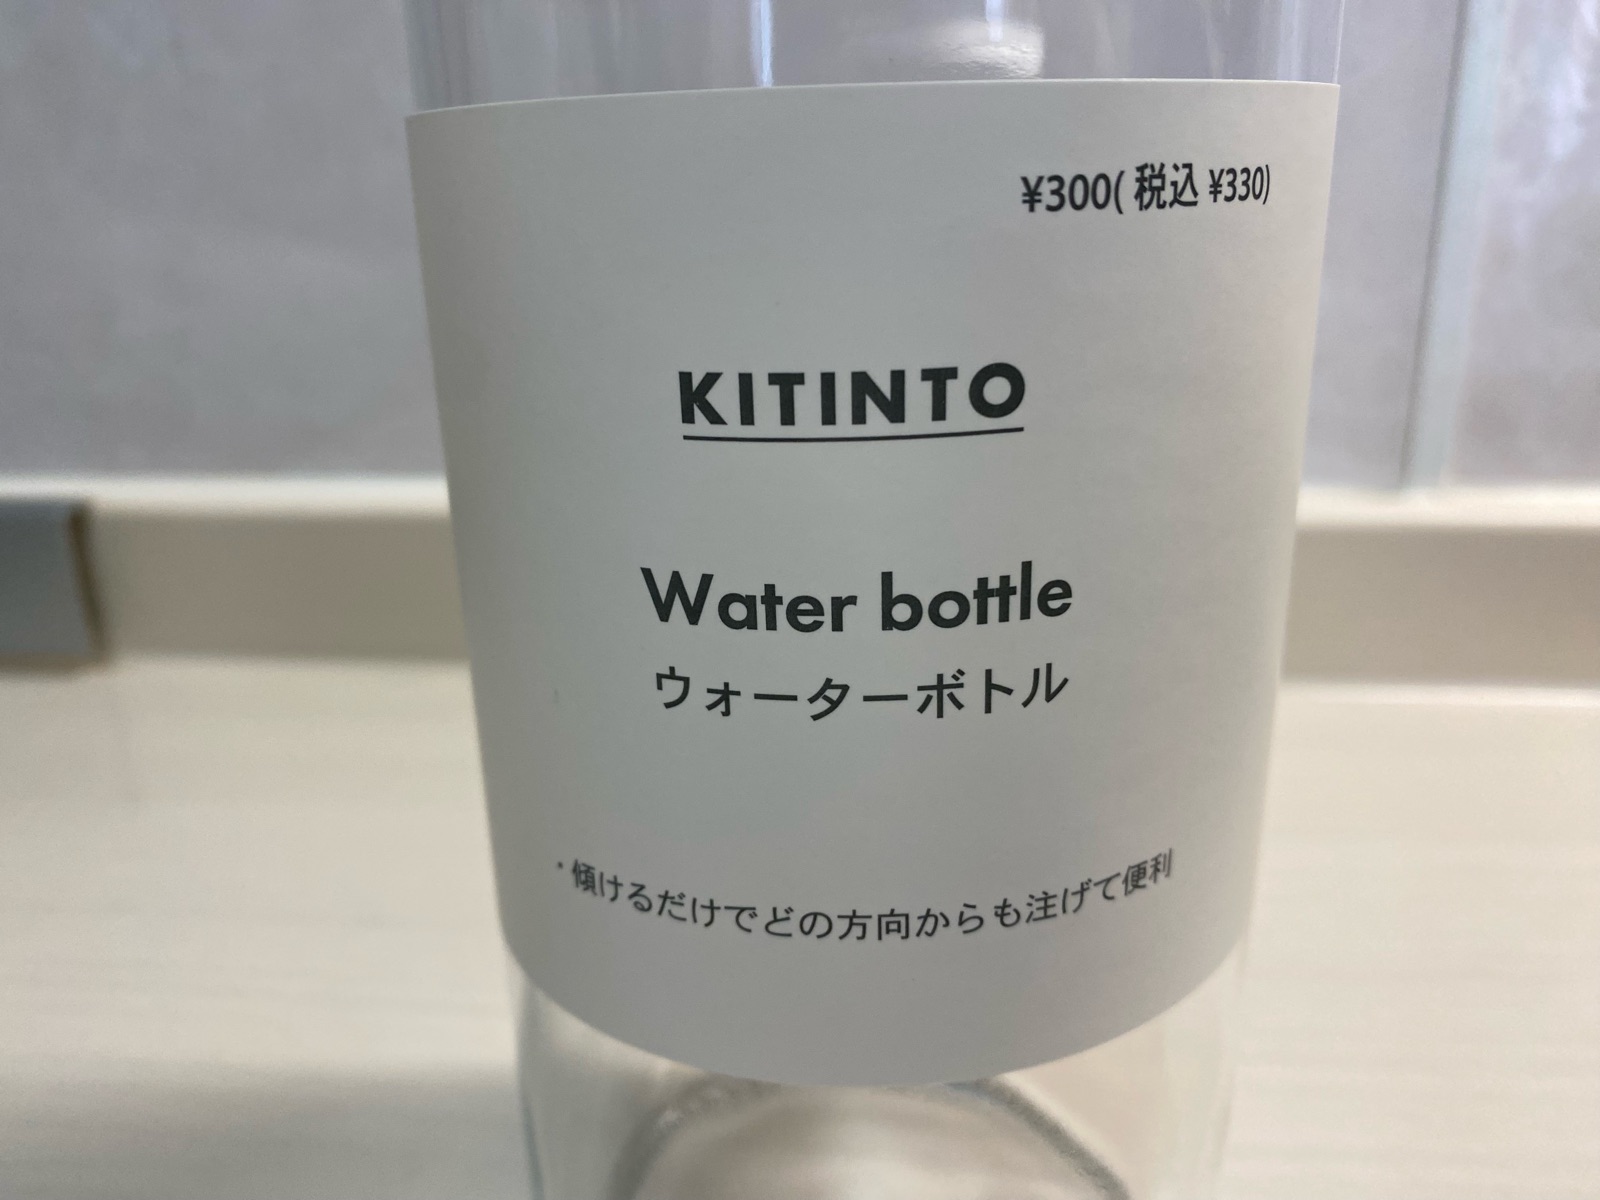 ¥300(税込 ¥330)
KITINTO
Water bottle
ウォーターボトル
・傾けるだけでどの方向からも注げて便利